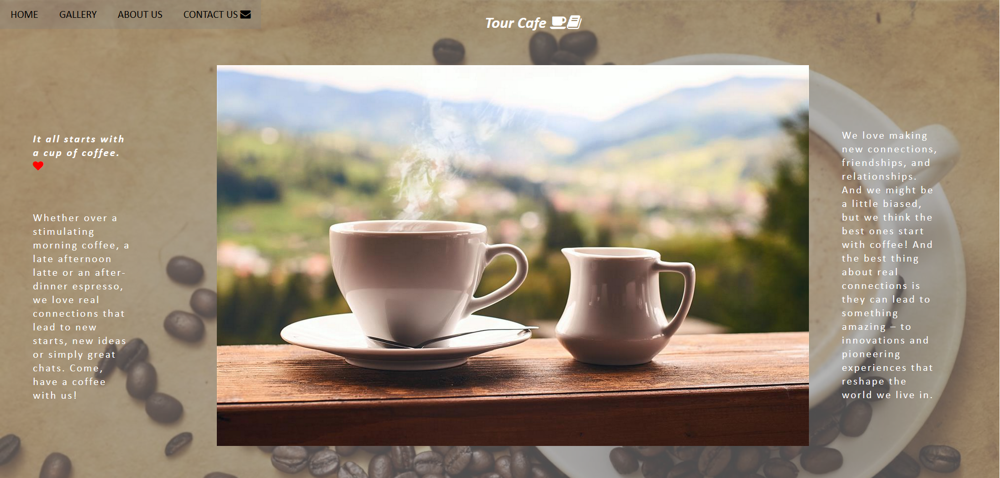 HOME GALLERY ABOUT US CONTACT US
Tour Cafe
It all starts with
a cup of coffee.
Whether over a
stimulating
morning coffee, a
late afternoon
latte or an after-
dinner espresso,
we love real
connections that
lead to new
starts, new ideas
or simply great
chats. Come,
have a coffee
with us!
We love making
new connections,
friendships, and
relationships.
And we might be
a little biased,
but we think the
best ones start
with coffee! And
the best thing
about real
connections is
they can lead to
something
amazing – to
innovations and
pioneering
experiences that
reshape the
world we live in.